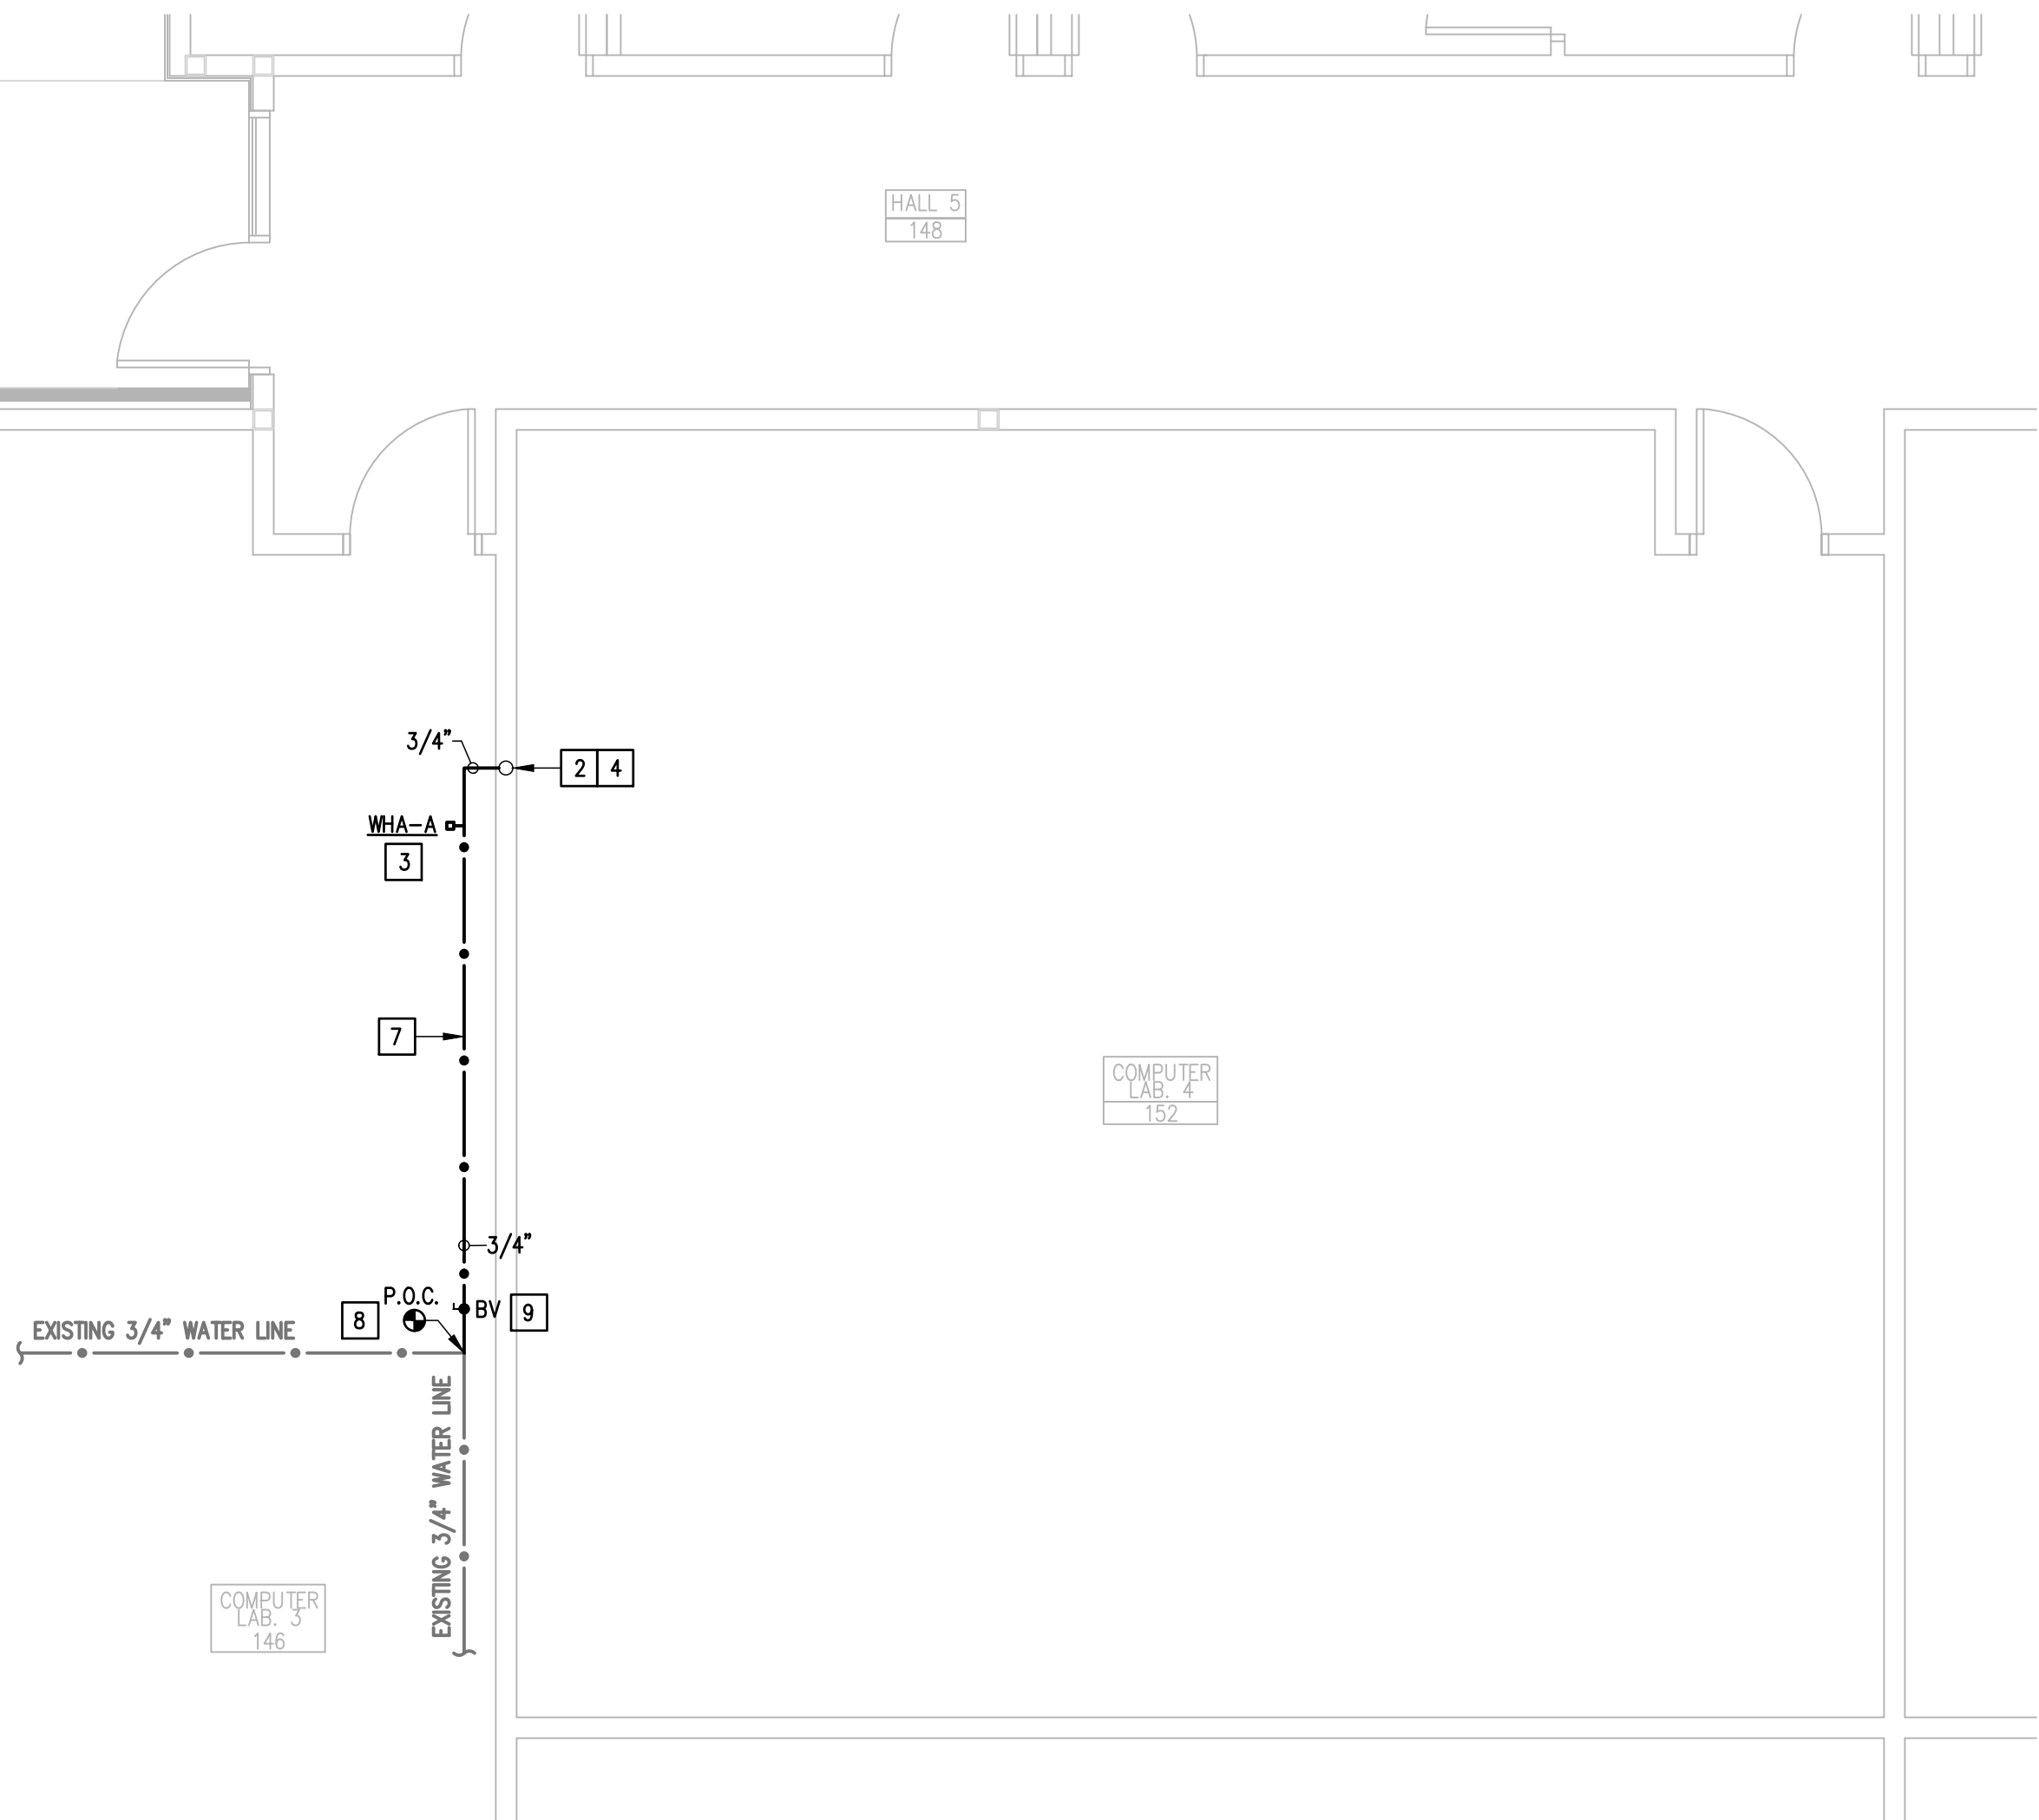 HALL 5
148
3/4"
2 4
WHA-A
3
7
COMPUTER
LAB. 4
152
3/4"
P.O.C.
8
BV 9
EXISTING 3/4" WATER LINE
EXISTING 3/4" WATER LINE
COMPUTER
LAB. 3
146